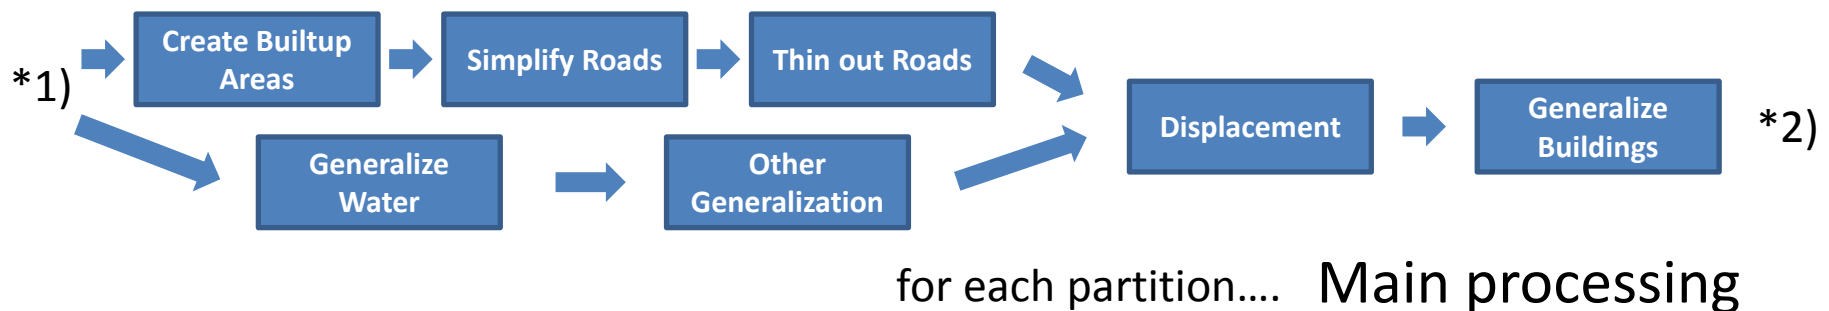 *1)
Create Builtup
Areas
Simplify Roads
Thin out Roads
Generalize
Water
Other
Generalization
Displacement
Generalize
Buildings
*2)
for each partition.... Main processing